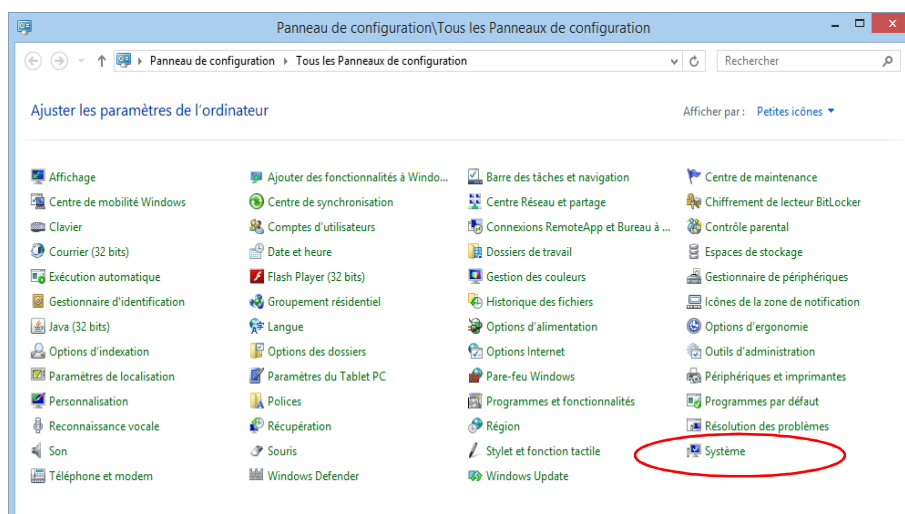 Panneau de configuration\Tous les Panneaux de configuration
Panneau de configuration Tous les Panneaux de configuration Rechercher
Ajuster les paramètres de l'ordinateur Afficher par : Petites icônes
Affichage Ajouter des fonctionnalités à Windo... Barre des tâches et navigation Centre de maintenance
Centre de mobilité Windows Centre de synchronisation Centre Réseau et partage Chiffrement de lecteur BitLocker
Clavier Comptes d'utilisateurs Connexions RemoteApp et Bureau à ... Contrôle parental
Courrier (32 bits) Date et heure Dossiers de travail Espaces de stockage
Exécution automatique Flash Player (32 bits) Gestion des couleurs Gestionnaire de périphériques
Gestionnaire d'identification Groupement résidentiel Historique des fichiers Icônes de la zone de notification
Java (32 bits) Langue Options d'alimentation Options d'ergonomie
Options d'indexation Options des dossiers Options Internet Outils d'administration
Paramètres de localisation Paramètres du Tablet PC Pare-feu Windows Périphériques et imprimantes
Personnalisation Polices Programmes et fonctionnalités Programmes par défaut
Reconnaissance vocale Récupération Région Résolution des problèmes
Son Souris Stylet et fonction tactile Système
Téléphone et modem Windows Defender Windows Update